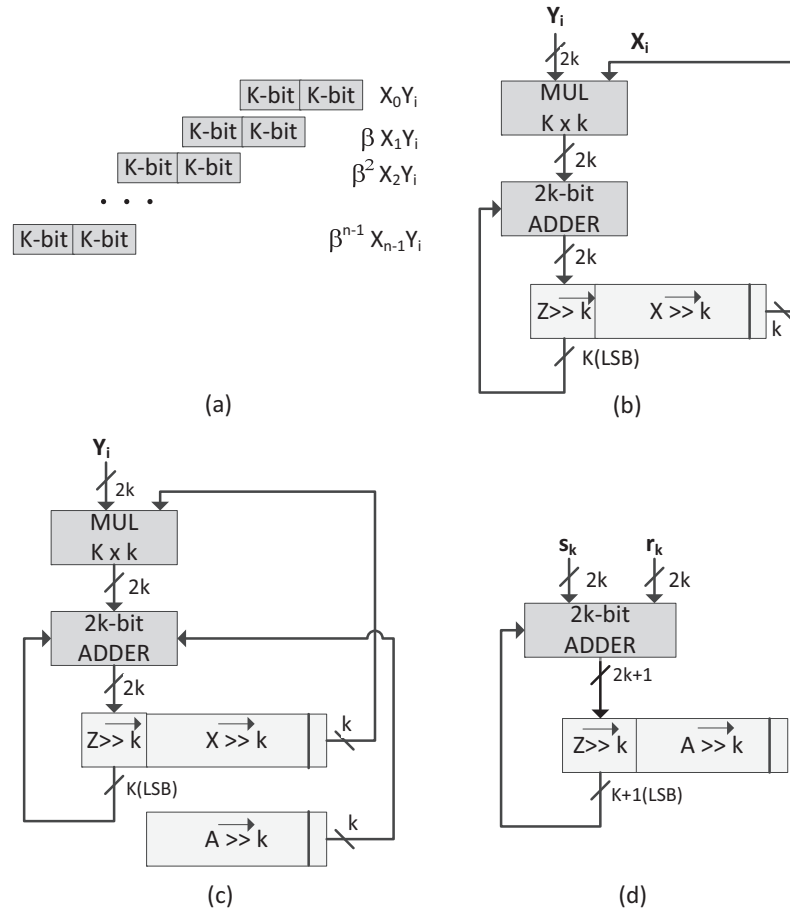 K-bit K-bit X₀Yᵢ
K-bit K-bit β X₁Yᵢ
K-bit K-bit β² X₂Yᵢ
. . .
K-bit K-bit βⁿ⁻¹ Xₙ₋₁Yᵢ
(a)
Yᵢ
2k
Xᵢ
MUL
K x k
2k
2k-bit
ADDER
2k
Z>> k X >> k
k
K(LSB)
(b)
Yᵢ
2k
MUL
K x k
2k
2k-bit
ADDER
2k
Z>> k X >> k
k
K(LSB)
A >> k
k
(c)
sₖ rₖ
2k 2k
2k-bit
ADDER
2k+1
Z>> k A >> k
K+1(LSB)
(d)